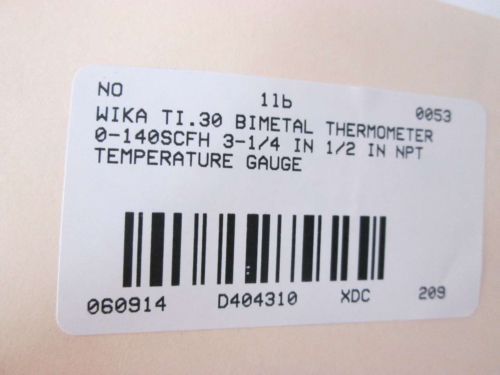 NO 1lb 0053
WIKA TI.30 BIMETAL THERMOMETER
0-140SCFH 3-1/4 IN 1/2 IN NPT
TEMPERATURE GAUGE
060914 D404310 XDC 209